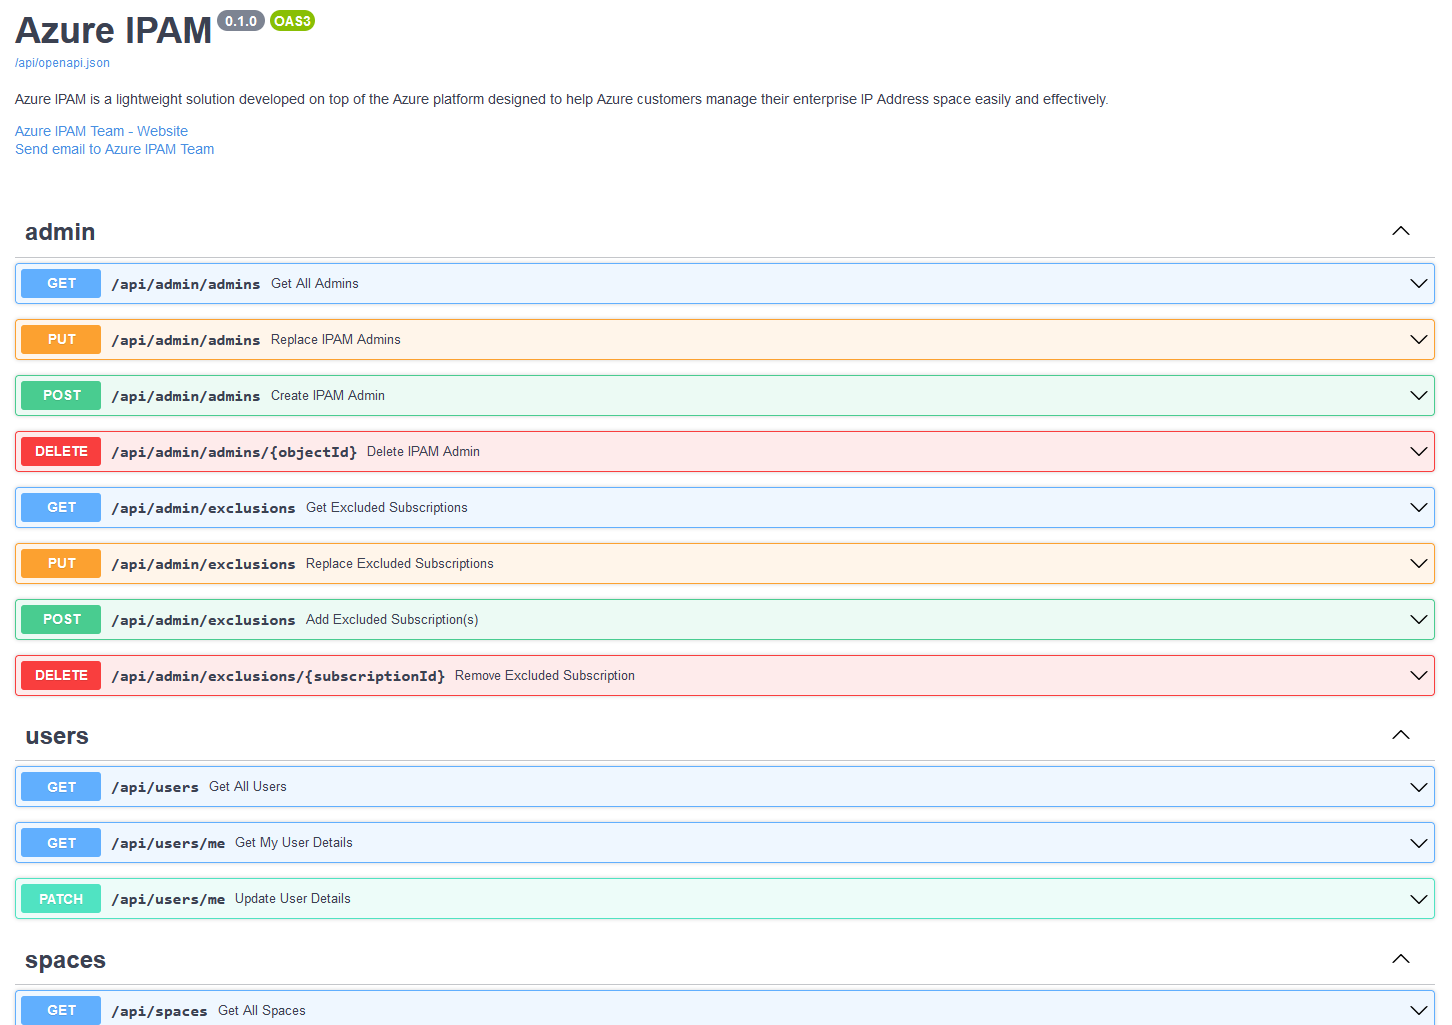 Azure IPAM 0.1.0 OAS3
/api/openapi.json
Azure IPAM is a lightweight solution developed on top of the Azure platform designed to help Azure customers manage their enterprise IP Address space easily and effectively.
Azure IPAM Team - Website
Send email to Azure IPAM Team
admin
GET /api/admin/admins Get All Admins
PUT /api/admin/admins Replace IPAM Admins
POST /api/admin/admins Create IPAM Admin
DELETE /api/admin/admins/{objectId} Delete IPAM Admin
GET /api/admin/exclusions Get Excluded Subscriptions
PUT /api/admin/exclusions Replace Excluded Subscriptions
POST /api/admin/exclusions Add Excluded Subscription(s)
DELETE /api/admin/exclusions/{subscriptionId} Remove Excluded Subscription
users
GET /api/users Get All Users
GET /api/users/me Get My User Details
PATCH /api/users/me Update User Details
spaces
GET /api/spaces Get All Spaces